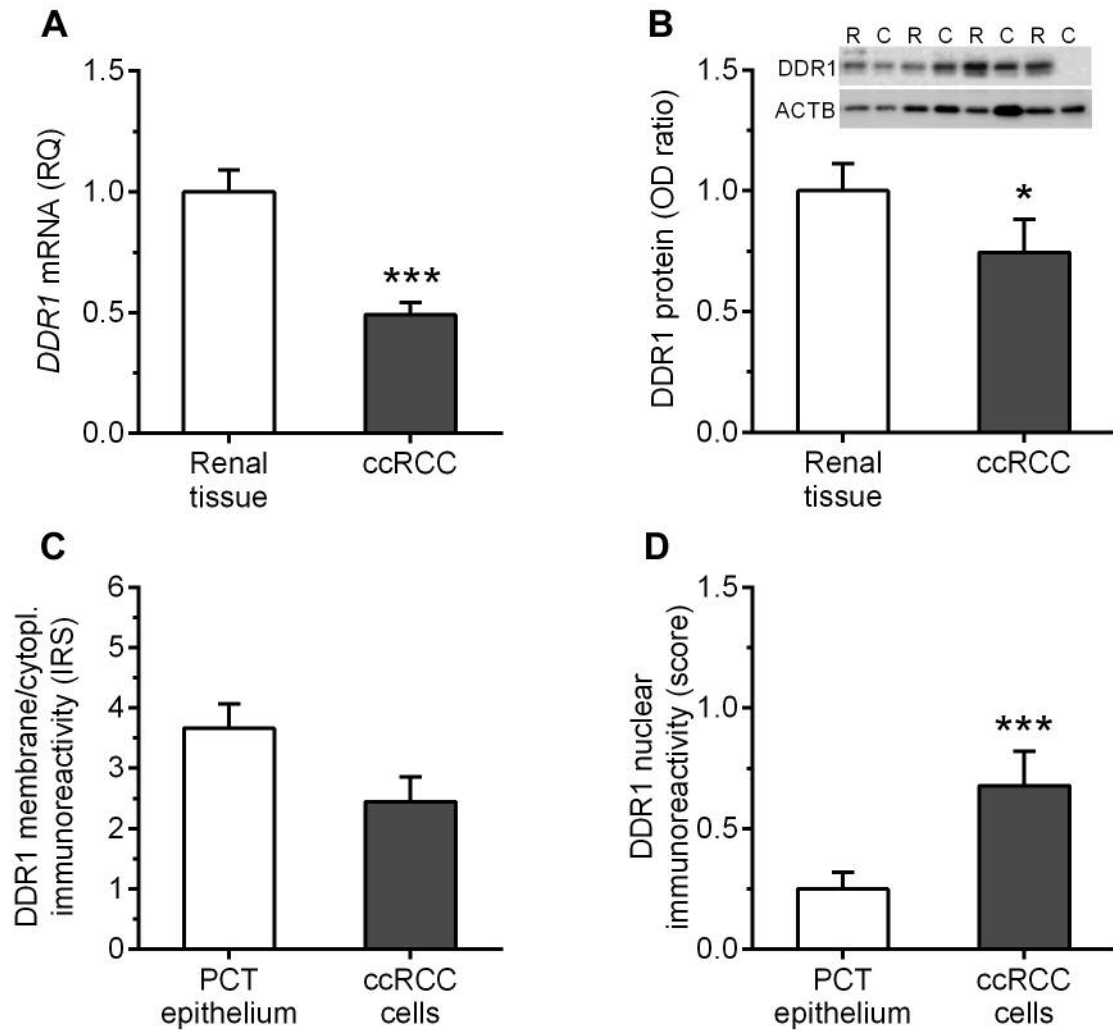 A
DDR1 mRNA (RQ)
1.5
1.0
0.5
0.0
***
Renal
tissue
ccRCC
B
DDR1 protein (OD ratio)
1.5
1.0
0.5
0.0
R C R C R C R C
DDR1
ACTB
*
Renal
tissue
ccRCC
C
DDR1 membrane/cytopl.
immunoreactivity (IRS)
6
5
4
3
2
1
0
PCT
epithelium
ccRCC
cells
D
DDR1 nuclear
immunoreactivity (score)
1.5
1.0
0.5
0.0
***
PCT
epithelium
ccRCC
cells